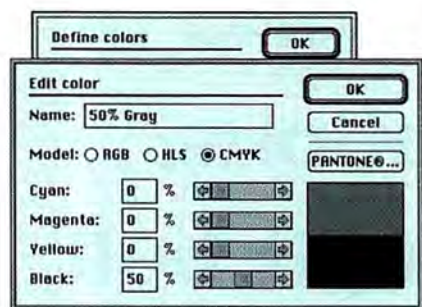 Define colors
OK
Edit color
OK
Name: 50% Gray
Cancel
Model: RGB HLS CMYK
PANTONE®...
Cyan: 0 %
Magenta: 0 %
Yellow: 0 %
Black: 50 %